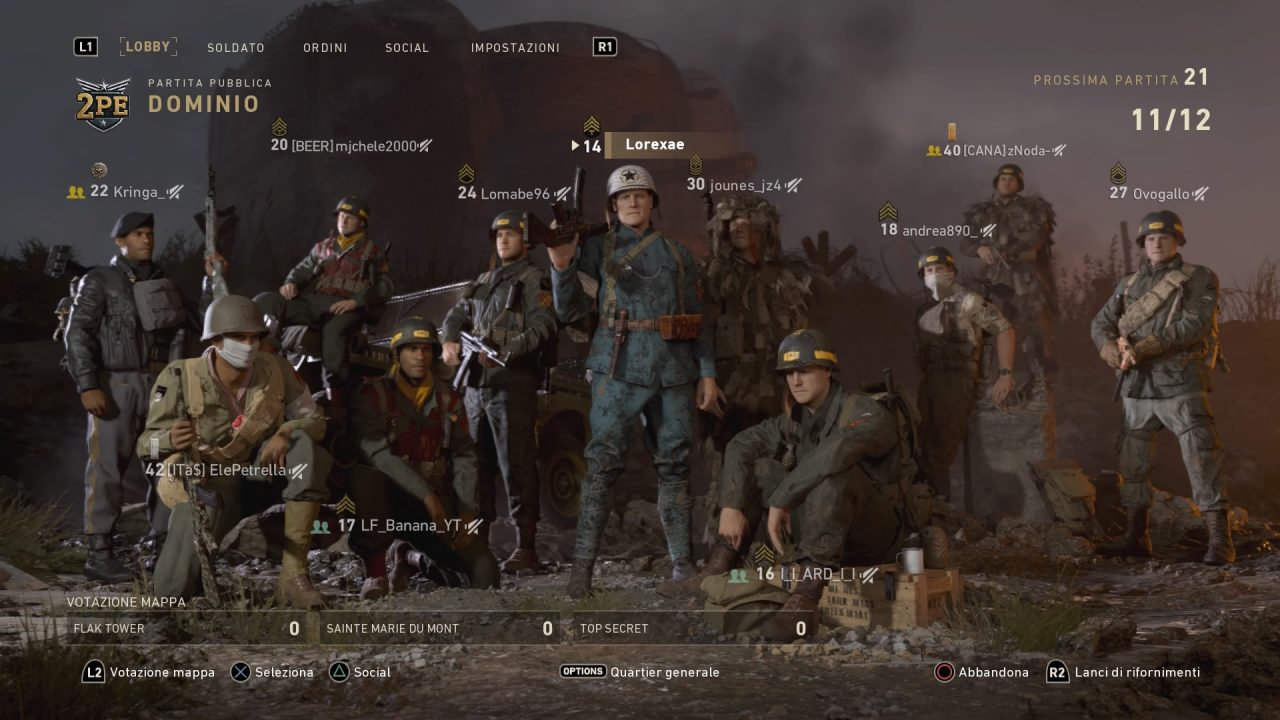 L1 LOBBY SOLDATO ORDINI SOCIAL IMPOSTAZIONI R1
2PE PARTITA PUBBLICA
DOMINIO
PROSSIMA PARTITA 21
11/12
20 [BEER]mjchele2000
14 Lorexae
40 [CANA]zNoda-
22 Kringa_
24 Lomabe96
30 jounes_jz4
27 Ovogallo
18 andrea890_
42 [ITa$] ElePetrella
17 LF_Banana_YT
16 I_I_ARD_I_I
VOTAZIONE MAPPA
FLAK TOWER 0 SAINTE MARIE DU MONT 0 TOP SECRET 0
L2 Votazione mappa Seleziona Social OPTIONS Quartier generale Abbandona R2 Lanci di rifornimenti